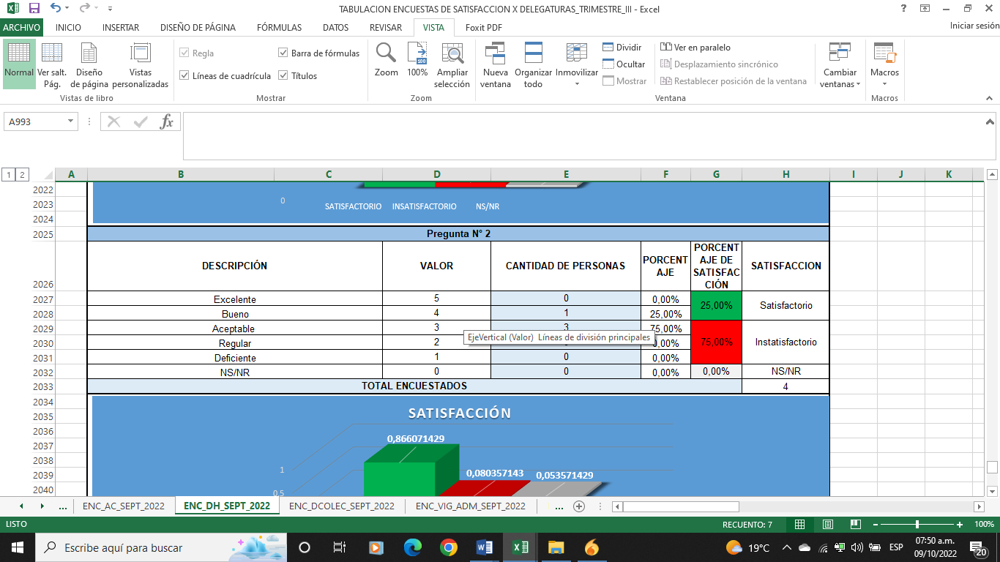 TABULACION ENCUESTAS DE SATISFACCION X DELEGATURAS_TRIMESTRE_III - Excel
ARCHIVO INICIO INSERTAR DISEÑO DE PÁGINA FÓRMULAS DATOS REVISAR VISTA Foxit PDF Iniciar sesión
Normal Ver salt. Pág. Diseño de página Vistas personalizadas
Vistas de libro
Regla Barra de fórmulas
Líneas de cuadrícula Títulos
Mostrar
Zoom 100% Ampliar selección
Zoom
Nueva ventana Organizar todo Inmovilizar
Dividir Ver en paralelo
Ocultar Desplazamiento sincrónico
Mostrar Restablecer posición de la ventana
Ventana
Cambiar ventanas
Macros
Macros
A993 fx
1 2 A B C D E F G H I J K
2022
2023 0 SATISFACTORIO INSATISFACTORIO NS/NR
2024
2025 Pregunta N° 2
2026 DESCRIPCIÓN VALOR CANTIDAD DE PERSONAS PORCENTAJE PORCENTAJE DE SATISFACCIÓN SATISFACCION
2027 Excelente 5 0 0,00% 25,00% Satisfactorio
2028 Bueno 4 1 25,00%
2029 Aceptable 3 3 75,00%
EjeVertical (Valor) Líneas de división principales
2030 Regular 2 0,00% 75,00% Instatisfactorio
2031 Deficiente 1 0 0,00%
2032 NS/NR 0 0 0,00% 0,00% NS/NR
2033 TOTAL ENCUESTADOS 4
2034
2035 SATISFACCIÓN
2036
2037 0,866071429
2038
2039 1 0,080357143 0,053571429
2040 0.5
... ENC_AC_SEPT_2022 ENC_DH_SEPT_2022 ENC_DCOLEC_SEPT_2022 ENC_VIG_ADM_SEPT_2022 ...
LISTO RECUENTO: 7 100%
Escribe aquí para buscar 19°C ESP 07:50 a.m.
09/10/2022 20